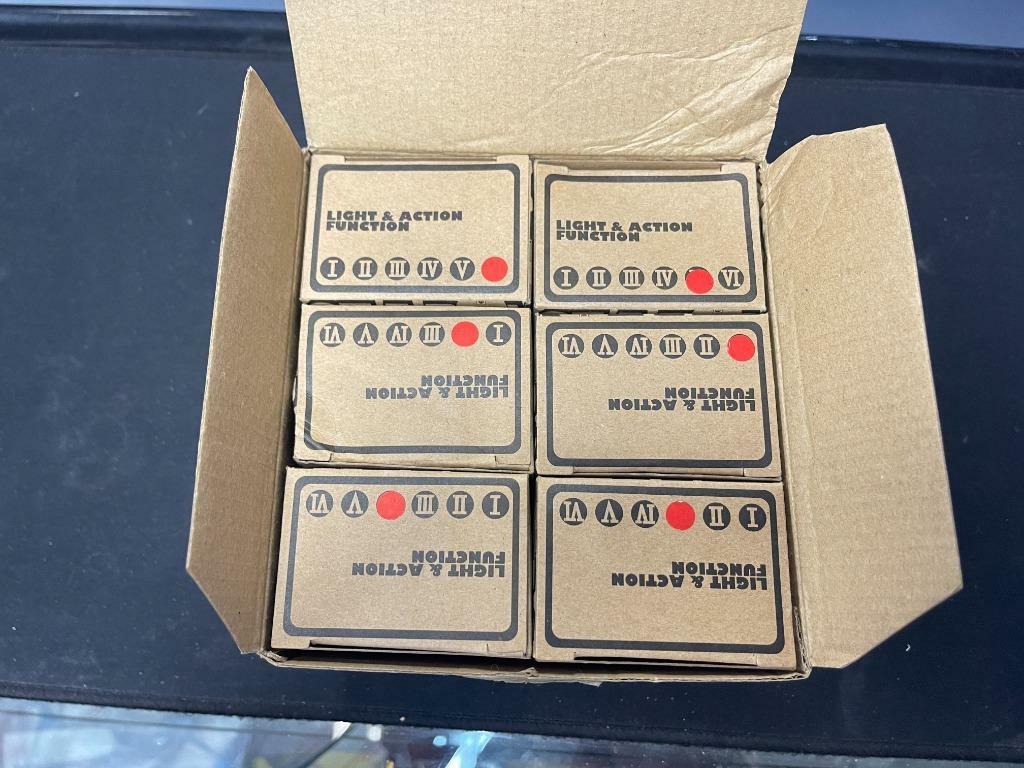 LIGHT & ACTION
FUNCTION
I II III IV V
LIGHT & ACTION
FUNCTION
I II III IV VI
LIGHT & ACTION
FUNCTION
I III IV V VI
LIGHT & ACTION
FUNCTION
II III IV V VI
LIGHT & ACTION
FUNCTION
I II III V VI
LIGHT & ACTION
FUNCTION
I II IV V VI